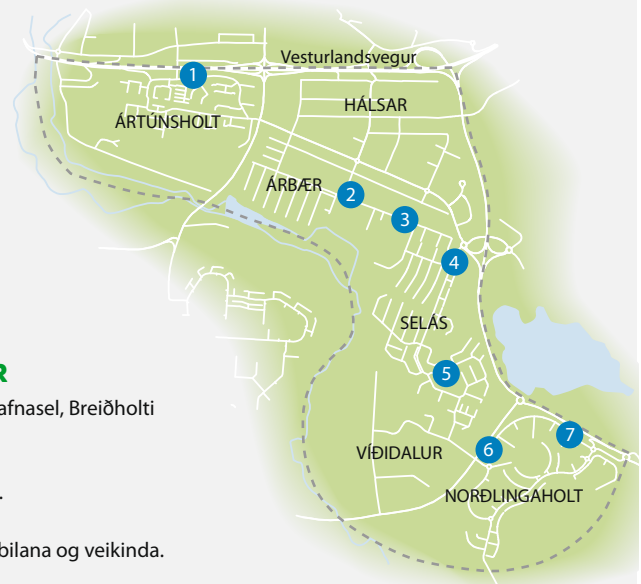 Vesturlandsvegur
1
HÁLSAR
ÁRTÚNSHOLT
ÁRBÆR
2
3
4
SELÁS
5
R
afnasel, Breiðholti
7
6
VÍÐIDALUR
NORÐLINGAHOLT
.
bilana og veikinda.